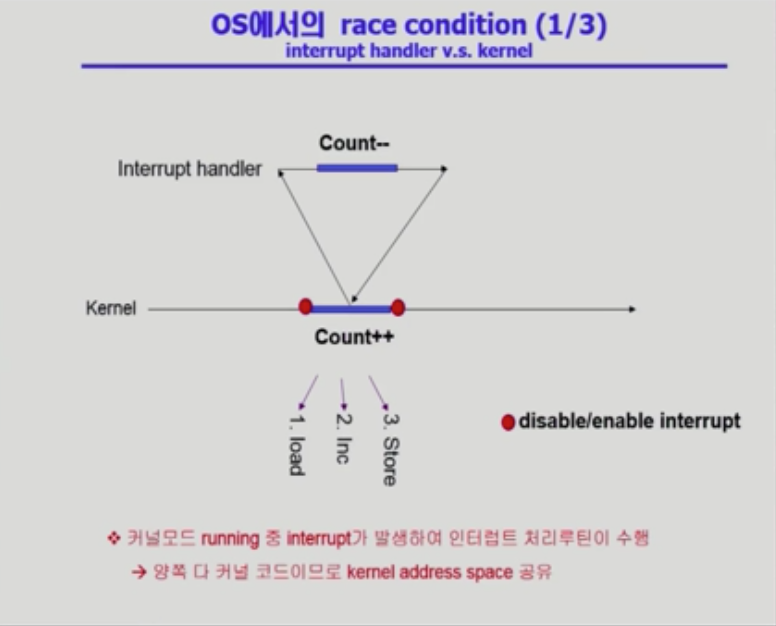 OS에서의 race condition (1/3)
interrupt handler v.s. kernel
Count--
Interrupt handler
Kernel
Count++
1. load
2. Inc
3. Store
disable/enable interrupt
❖ 커널모드 running 중 interrupt가 발생하여 인터럽트 처리루틴이 수행
→ 양쪽 다 커널 코드이므로 kernel address space 공유